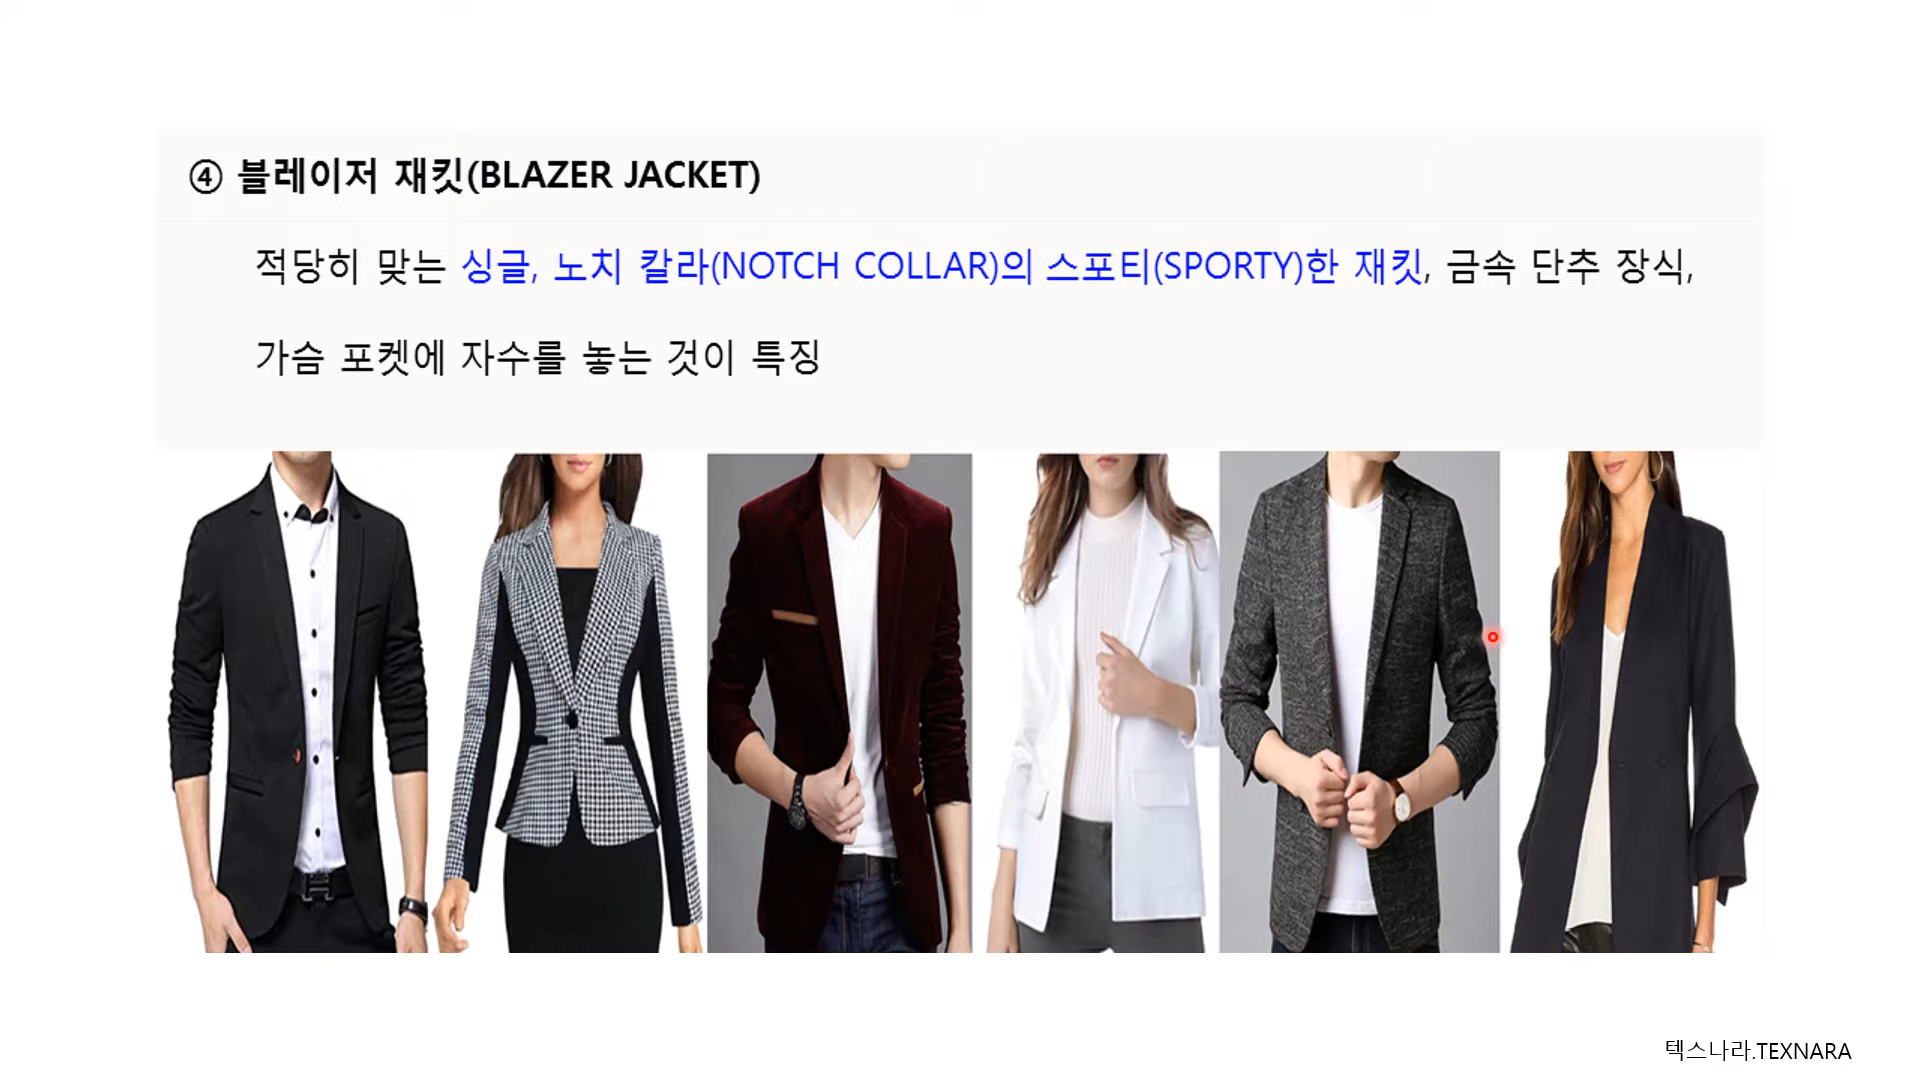 ④ 블레이저 재킷(BLAZER JACKET)
적당히 맞는 싱글, 노치 칼라(NOTCH COLLAR)의 스포티(SPORTY)한 재킷, 금속 단추 장식,
가슴 포켓에 자수를 놓는 것이 특징
텍스나라.TEXNARA